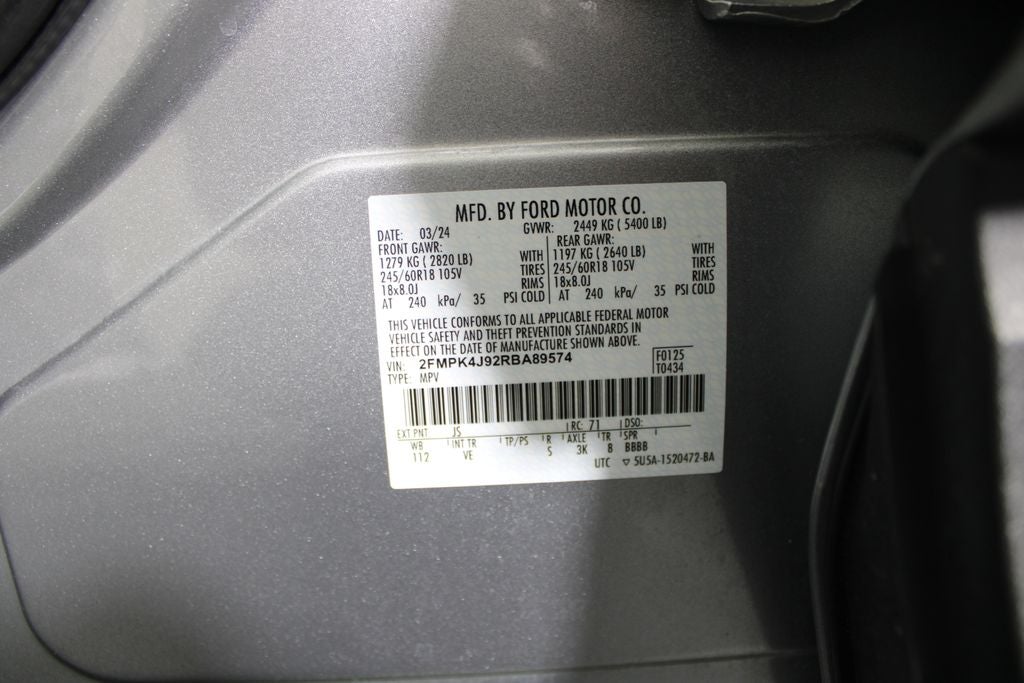 MFD. BY FORD MOTOR CO.
DATE: 03/24 GVWR: 2449 KG ( 5400 LB)
FRONT GAWR: REAR GAWR:
1279 KG ( 2820 LB) WITH 1197 KG ( 2640 LB) WITH
245/60R18 105V TIRES 245/60R18 105V TIRES
18x8.0J RIMS 18x8.0J RIMS
AT 240 kPa/ 35 PSI COLD AT 240 kPa/ 35 PSI COLD
THIS VEHICLE CONFORMS TO ALL APPLICABLE FEDERAL MOTOR
VEHICLE SAFETY AND THEFT PREVENTION STANDARDS IN
EFFECT ON THE DATE OF MANUFACTURE SHOWN ABOVE.
VIN: 2FMPK4J92RBA89574 F0125
TYPE: MPV T0434
EXT PNT: JS RC: 71 DSO:
WB INT TR TP/PS R AXLE TR SPR
112 VE S 3K 8 BBBB
UTC ▽ 5U5A-1520472-BA